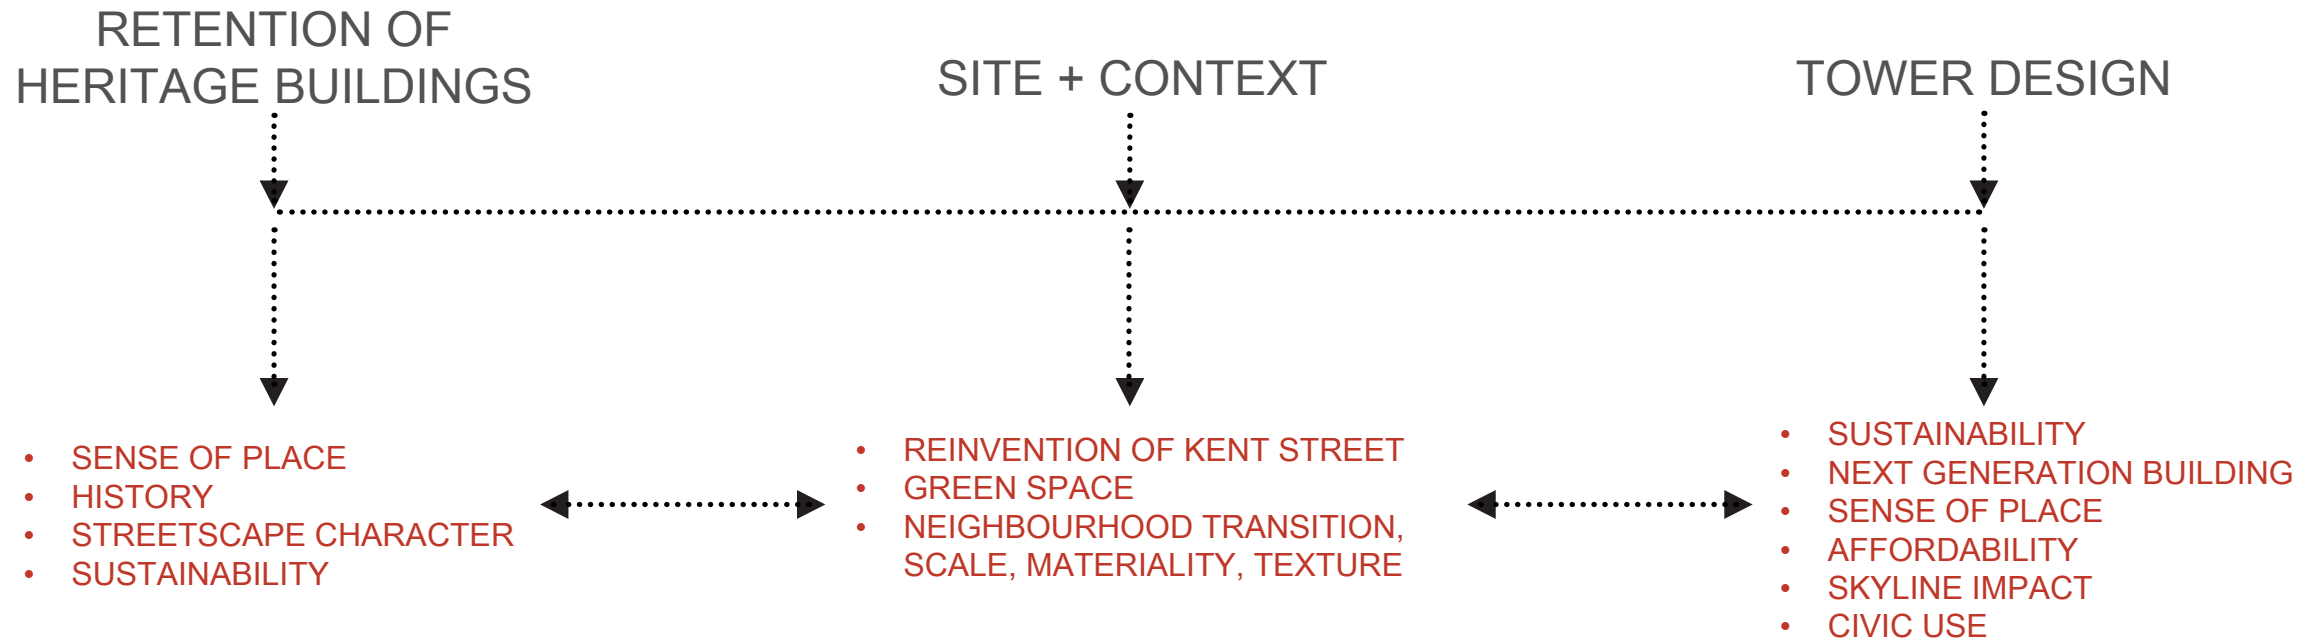 RETENTION OF
HERITAGE BUILDINGS
SITE + CONTEXT
TOWER DESIGN
• SENSE OF PLACE
• HISTORY
• STREETSCAPE CHARACTER
• SUSTAINABILITY
• REINVENTION OF KENT STREET
• GREEN SPACE
• NEIGHBOURHOOD TRANSITION,
SCALE, MATERIALITY, TEXTURE
• SUSTAINABILITY
• NEXT GENERATION BUILDING
• SENSE OF PLACE
• AFFORDABILITY
• SKYLINE IMPACT
• CIVIC USE